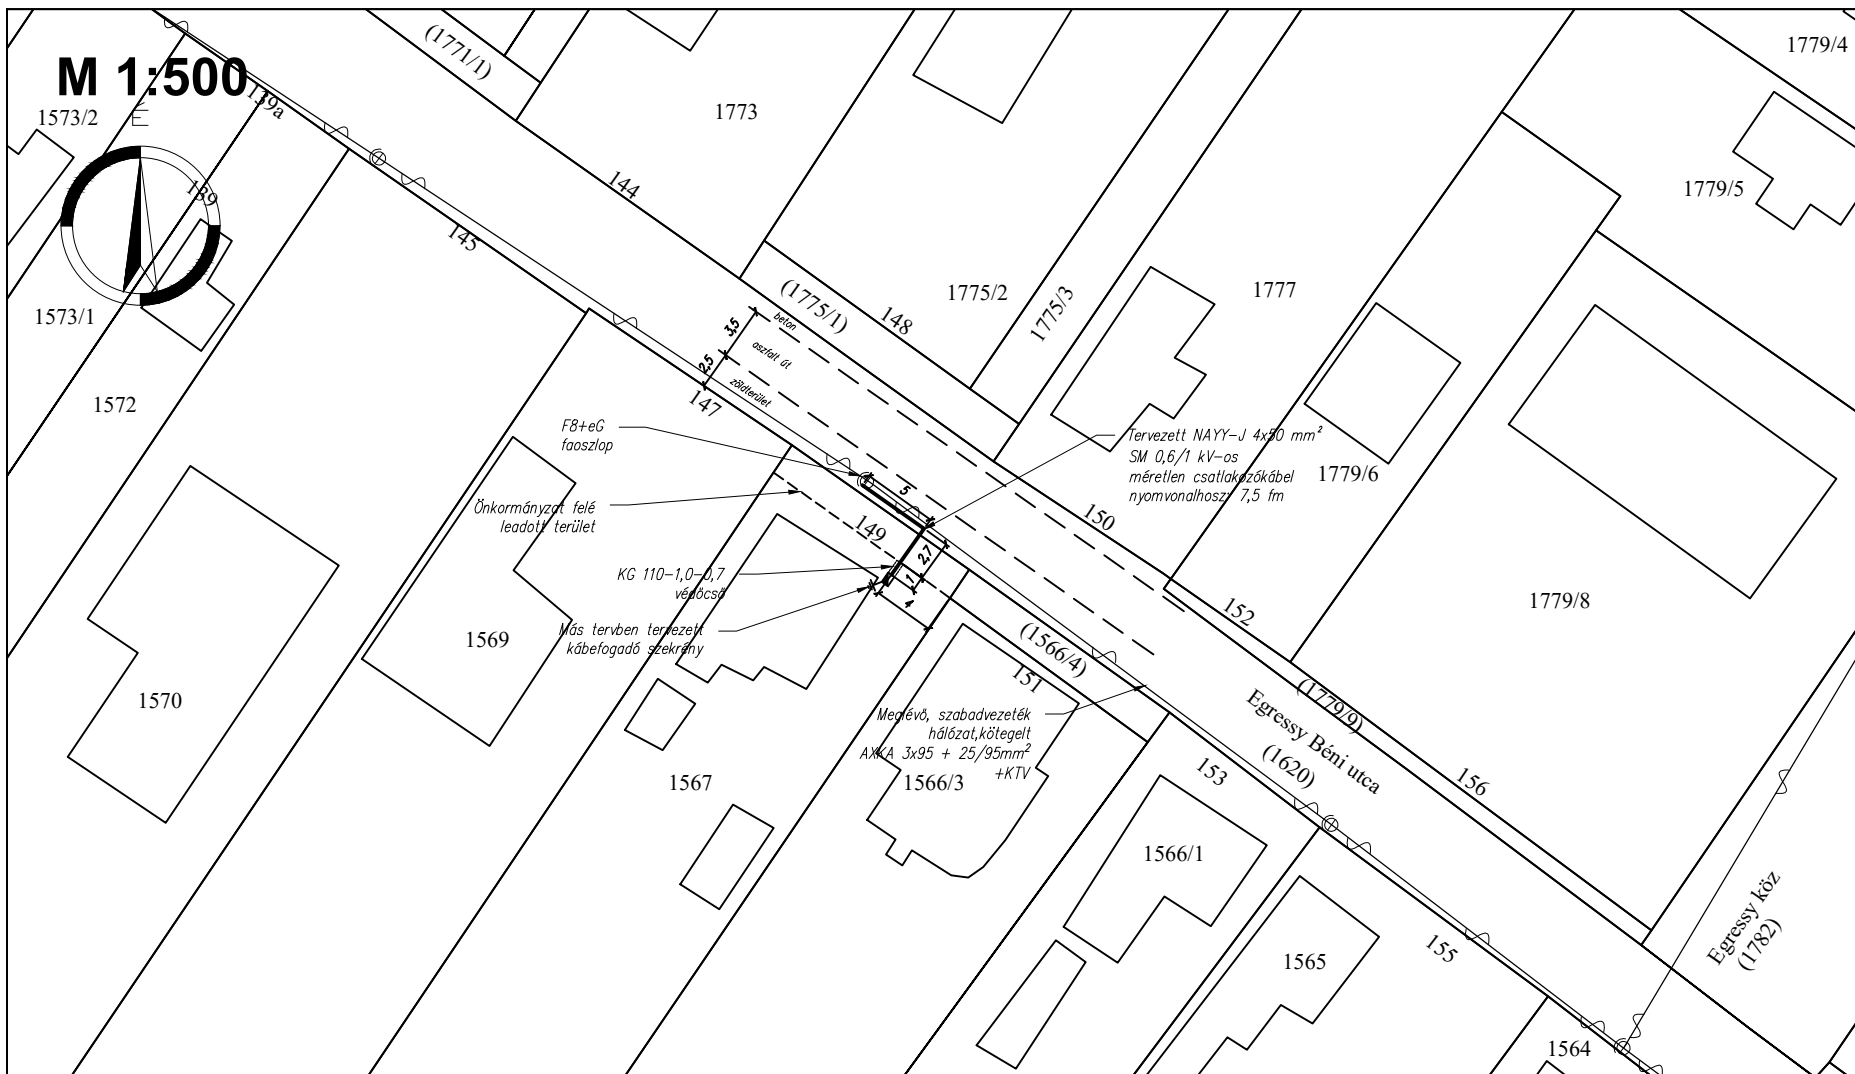 M 1:500
É
1573/2
139a
139
1573/1
1572
145
(1771/1)
1773
144
1779/4
1779/5
(1775/1)
148
1775/2
1775/3
1777
3,5
2,5
beton
aszfalt út
zöldterület
147
F8+eG
faoszlop
Tervezett NAYY-J 4x50 mm²
SM 0,6/1 kV-os
méretlen csatlakozókábel
nyomvonalhossz: 7,5 fm
1779/6
5
Önkormányzat felé
leadott terület
149
150
2,7
1
4
KG 110-1,0-0,7
védőcső
Más tervben tervezett
kábefogadó szekrény
1569
1570
152
1779/8
(1566/4)
151
(1779/9)
Egressy Béni utca
(1620)
Meglévő, szabadvezeték
hálózat,kötegelt
AXKA 3x95 + 25/95mm²
+KTV
1567
1566/3
153
156
1566/1
Egressy köz
(1782)
155
1565
1564